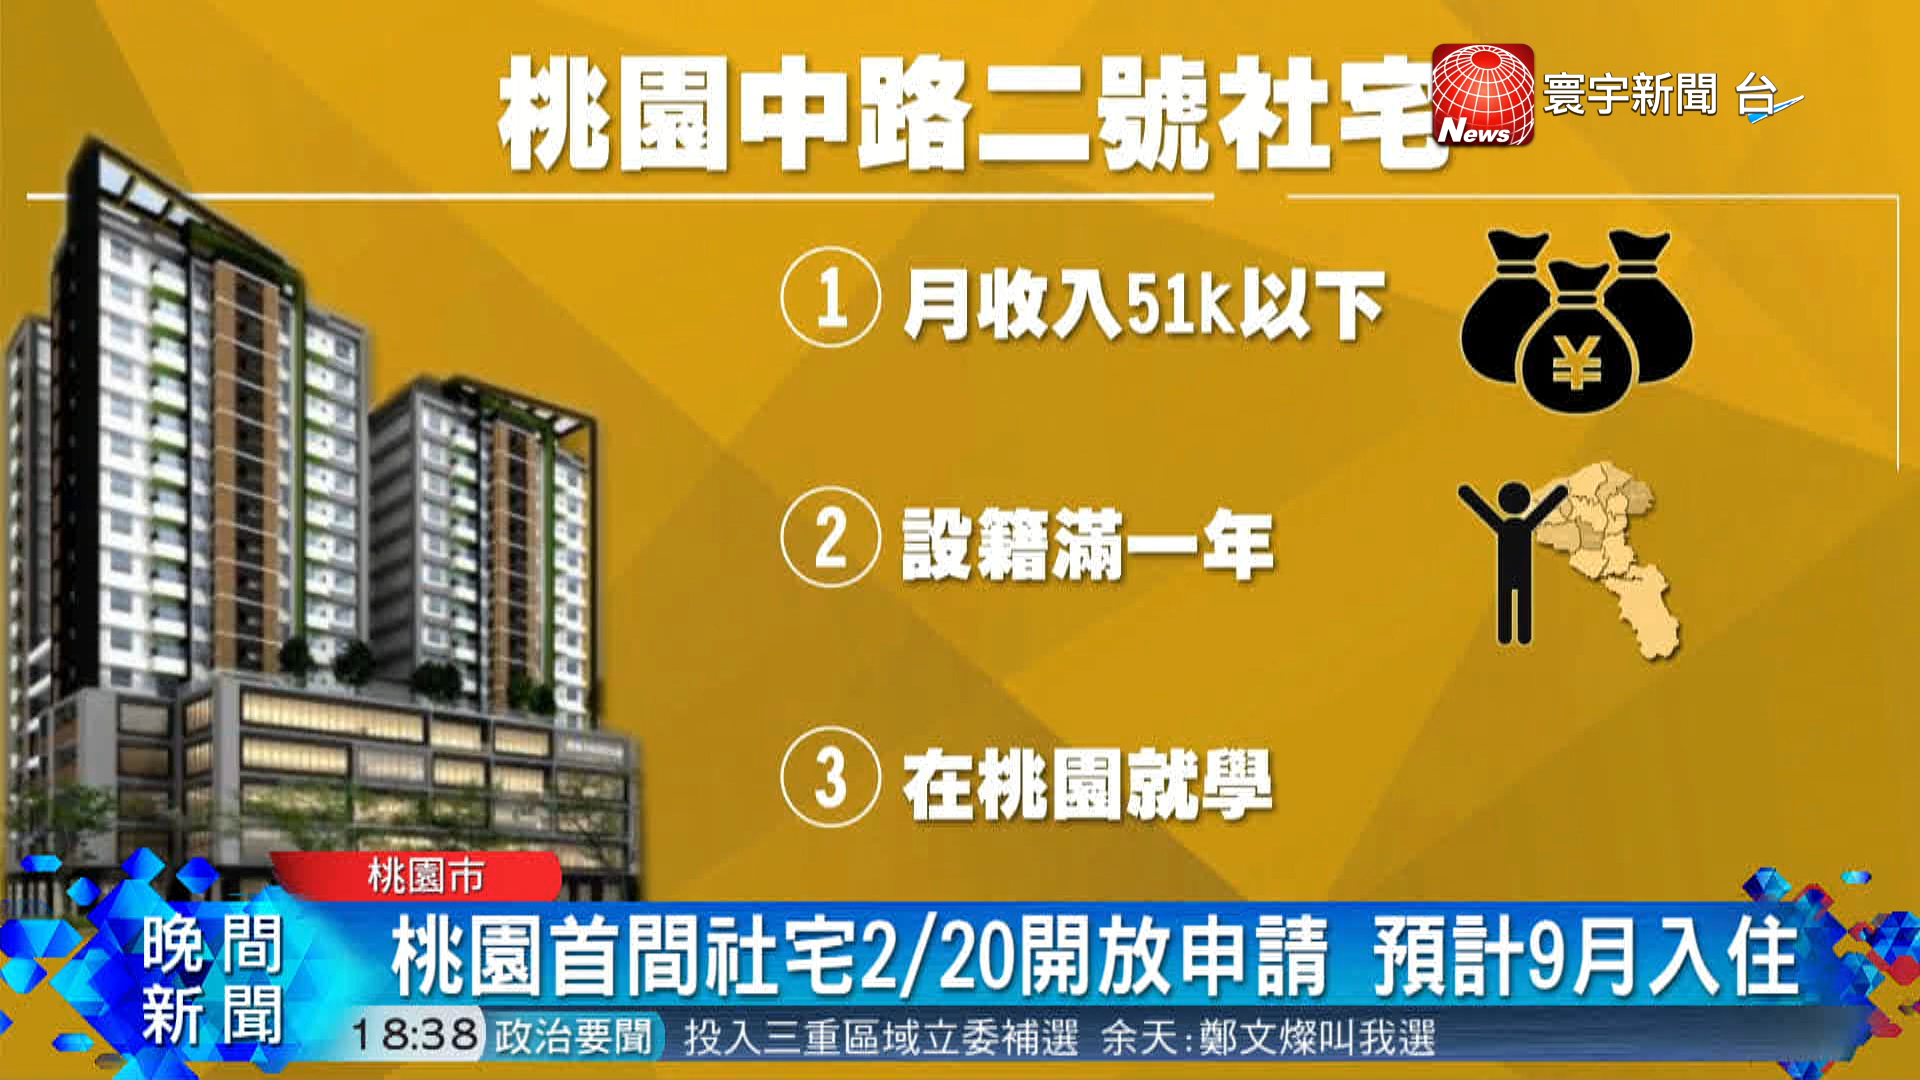 桃園中路二號社宅
News
寰宇新聞 台
1 月收入51k以下
¥
2 設籍滿一年
3 在桃園就學
桃園市
晚間
新聞
桃園首間社宅2/20開放申請 預計9月入住
18:38 政治要聞 投入三重區域立委補選 余天:鄭文燦叫我選